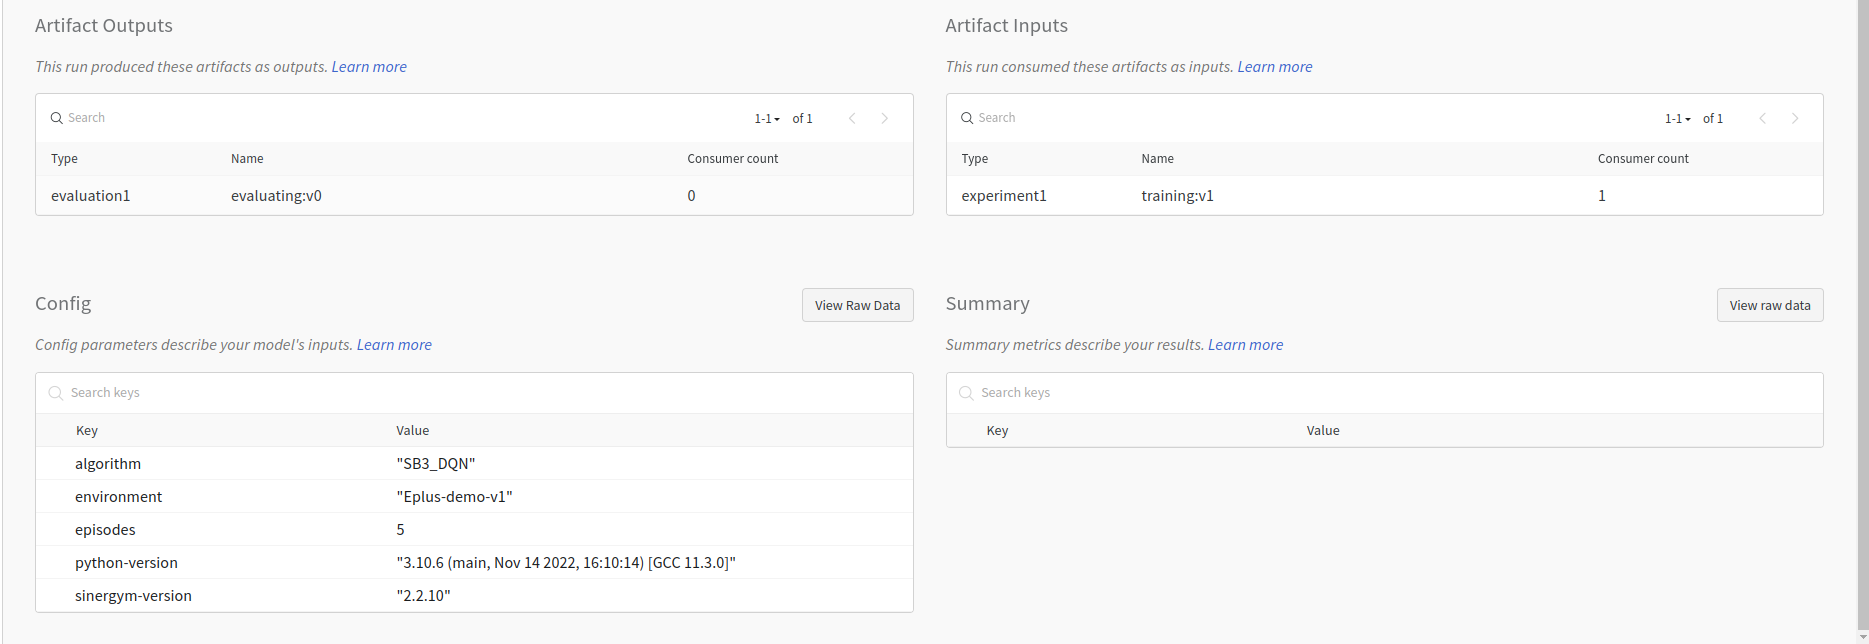 Artifact Outputs
This run produced these artifacts as outputs. Learn more
Search
1-1 of 1
Type Name Consumer count
evaluation1 evaluating:v0 0
Artifact Inputs
This run consumed these artifacts as inputs. Learn more
Search
1-1 of 1
Type Name Consumer count
experiment1 training:v1 1
Config
View Raw Data
Config parameters describe your model's inputs. Learn more
Search keys
Key Value
algorithm "SB3_DQN"
environment "Eplus-demo-v1"
episodes 5
python-version "3.10.6 (main, Nov 14 2022, 16:10:14) [GCC 11.3.0]"
sinergym-version "2.2.10"
Summary
View raw data
Summary metrics describe your results. Learn more
Search keys
Key Value